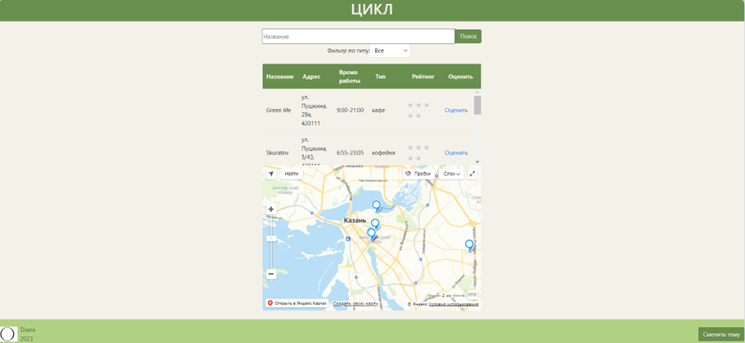 ЦИКЛ
Название
Поиск
Фильтр по типу: Все
Название Адрес Время работы Тип Рейтинг Оценить
Green life
ул.
Пушкина,
29а,
420111
9:00-21:00
кафе
Оценить
Skuratov
ул.
Пушкина,
5/43,
420111
6:55-23:05
кофейня
Оценить
Найти
Пробки
Слои
Казань
Открыть в Яндекс Картах
Создать свою карту
© Яндекс Условия использования
Diana
2023
Сменить тему